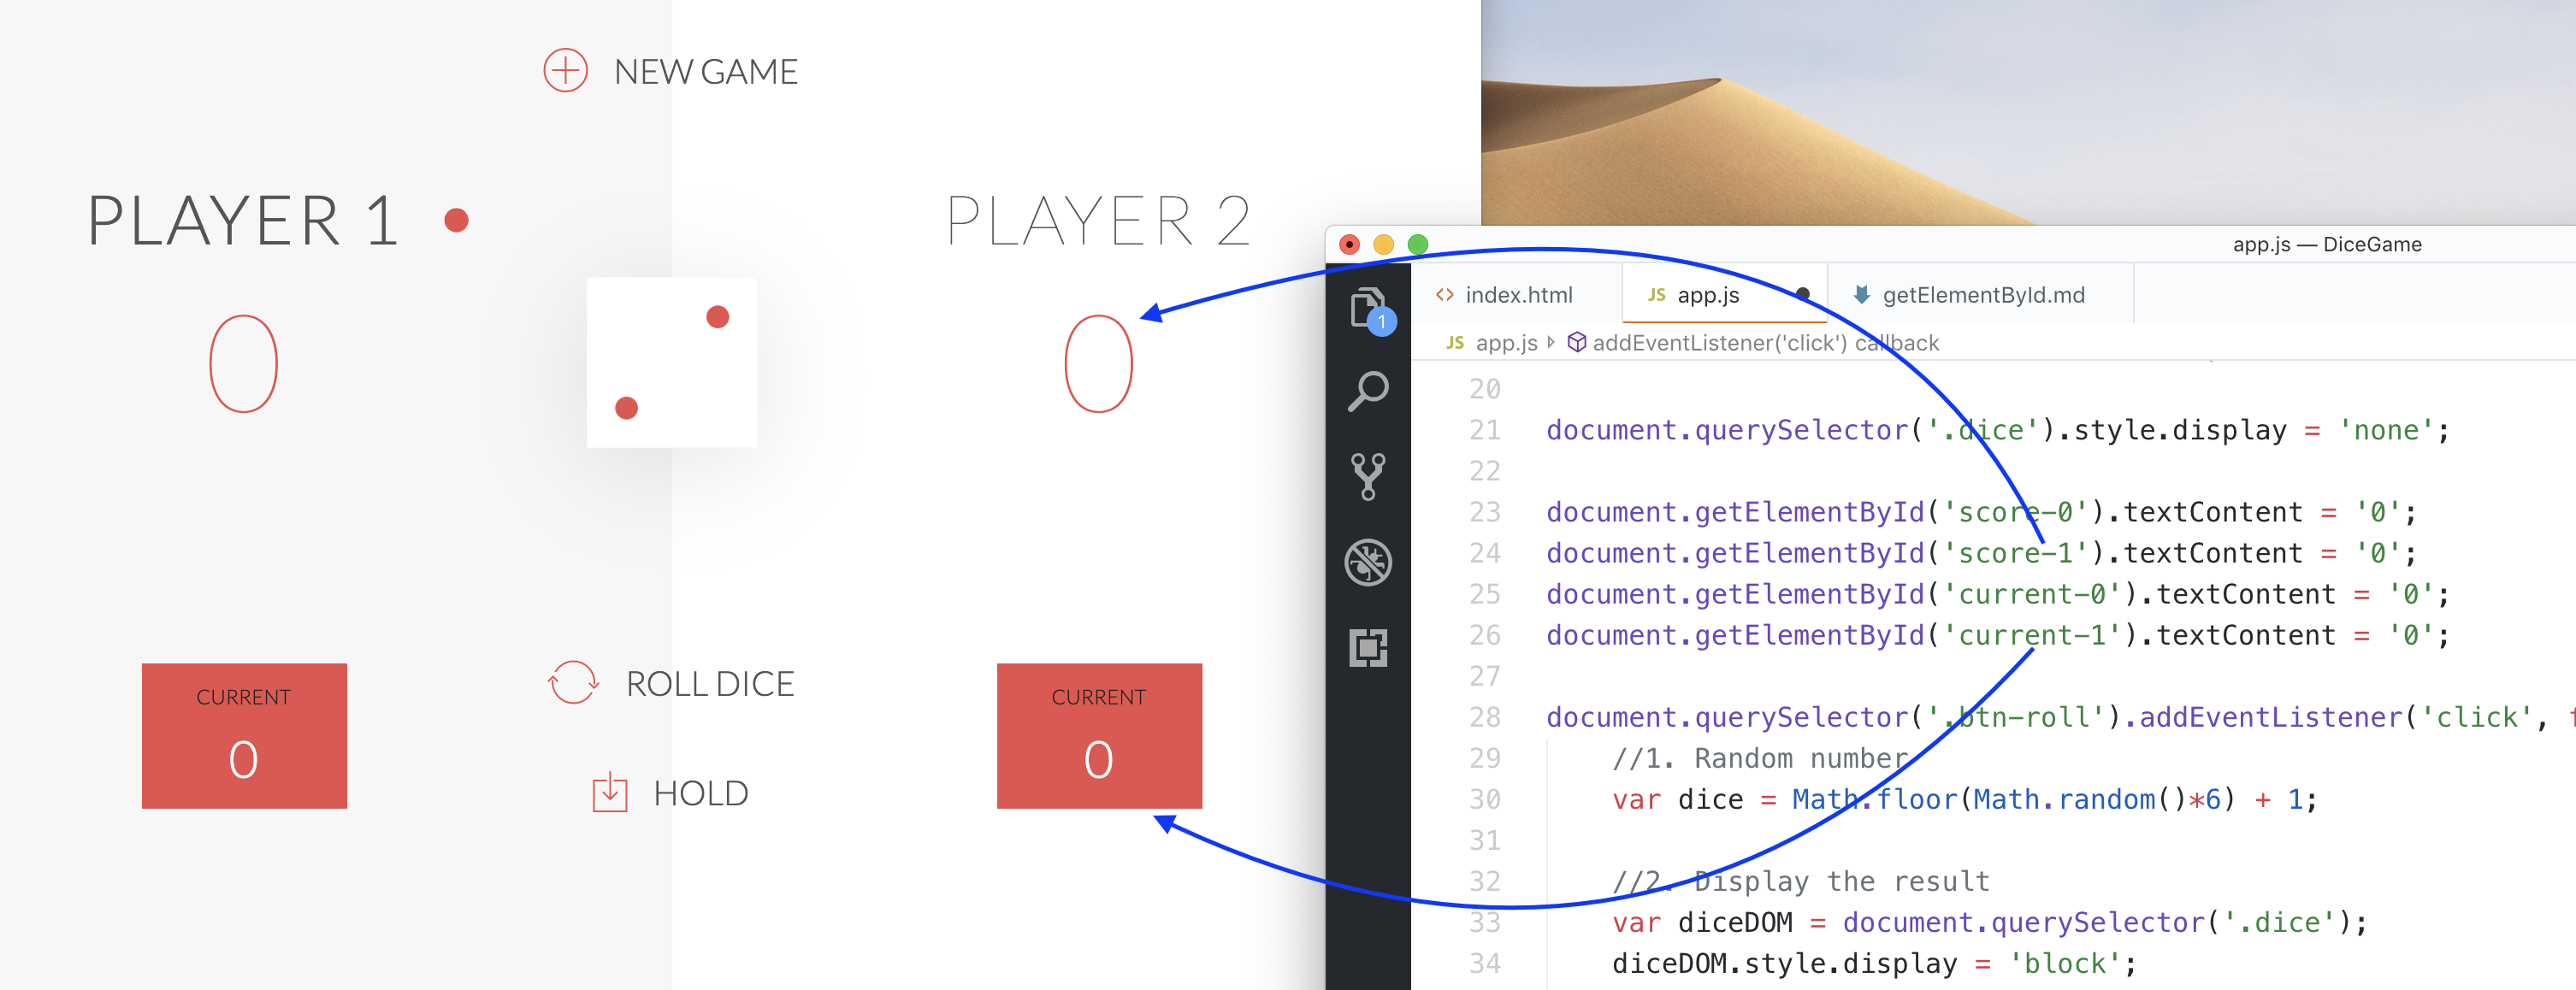 NEW GAME
PLAYER 1
PLAYER 2
0
0
CURRENT
0
ROLL DICE
HOLD
CURRENT
0
app.js — DiceGame
1
<> index.html
JS app.js
getElementById.md
JS app.js
addEventListener('click') callback
20
21 document.querySelector('.dice').style.display = 'none';
22
23 document.getElementById('score-0').textContent = '0';
24 document.getElementById('score-1').textContent = '0';
25 document.getElementById('current-0').textContent = '0';
26 document.getElementById('current-1').textContent = '0';
27
28 document.querySelector('.btn-roll').addEventListener('click',
29 //1. Random number
30 var dice = Math.floor(Math.random()*6) + 1;
31
32 //2. Display the result
33 var diceDOM = document.querySelector('.dice');
34 diceDOM.style.display = 'block';